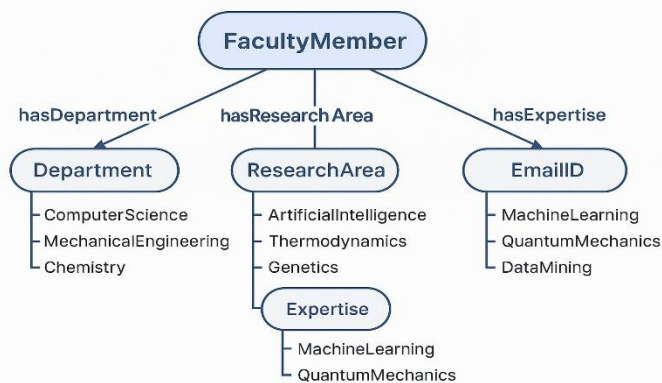 FacultyMember
hasDepartment
hasResearch Area
hasExpertise
Department
ResearchArea
EmailID
ComputerScience
MechanicalEngineering
Chemistry
ArtificialIntelligence
Thermodynamics
Genetics
MachineLearning
QuantumMechanics
DataMining
Expertise
MachineLearning
QuantumMechanics